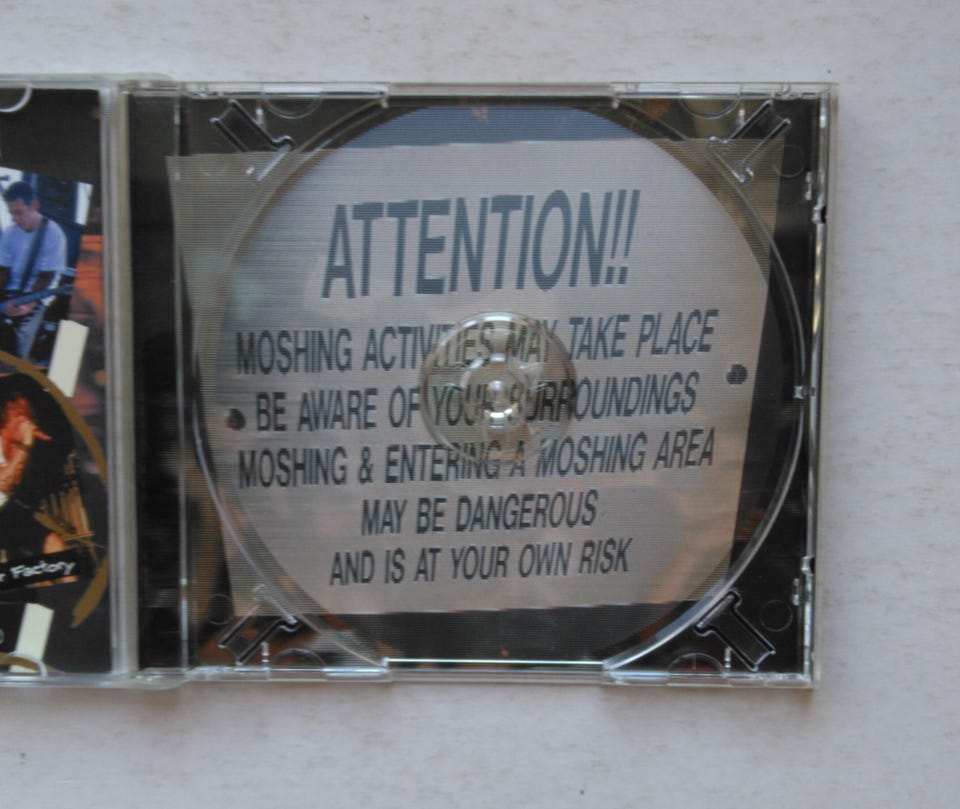 ATTENTION!!
MOSHING ACTIVITIES MAY TAKE PLACE
BE AWARE OF YOUR SURROUNDINGS
MOSHING & ENTERING A MOSHING AREA
MAY BE DANGEROUS
AND IS AT YOUR OWN RISK
Factory